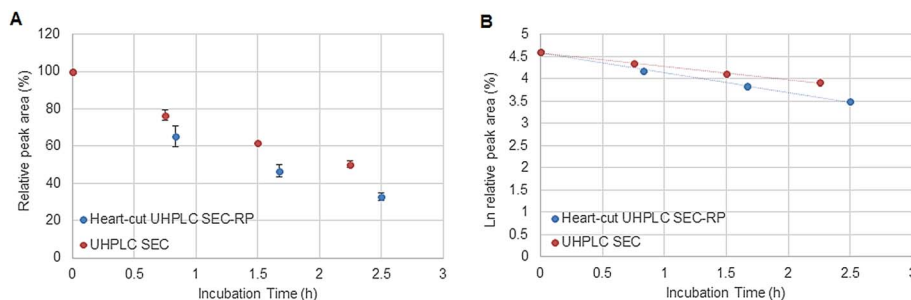 A
120
100
80
60
40
20
0
Relative peak area (%)
Heart-cut UHPLC SEC-RP
UHPLC SEC
0 0.5 1 1.5 2 2.5 3
Incubation Time (h)
B
5
4.5
4
3.5
3
2.5
2
1.5
1
0.5
0
Ln relative peak area (%)
Heart-cut UHPLC SEC-RP
UHPLC SEC
0 0.5 1 1.5 2 2.5 3
Incubation Time (h)